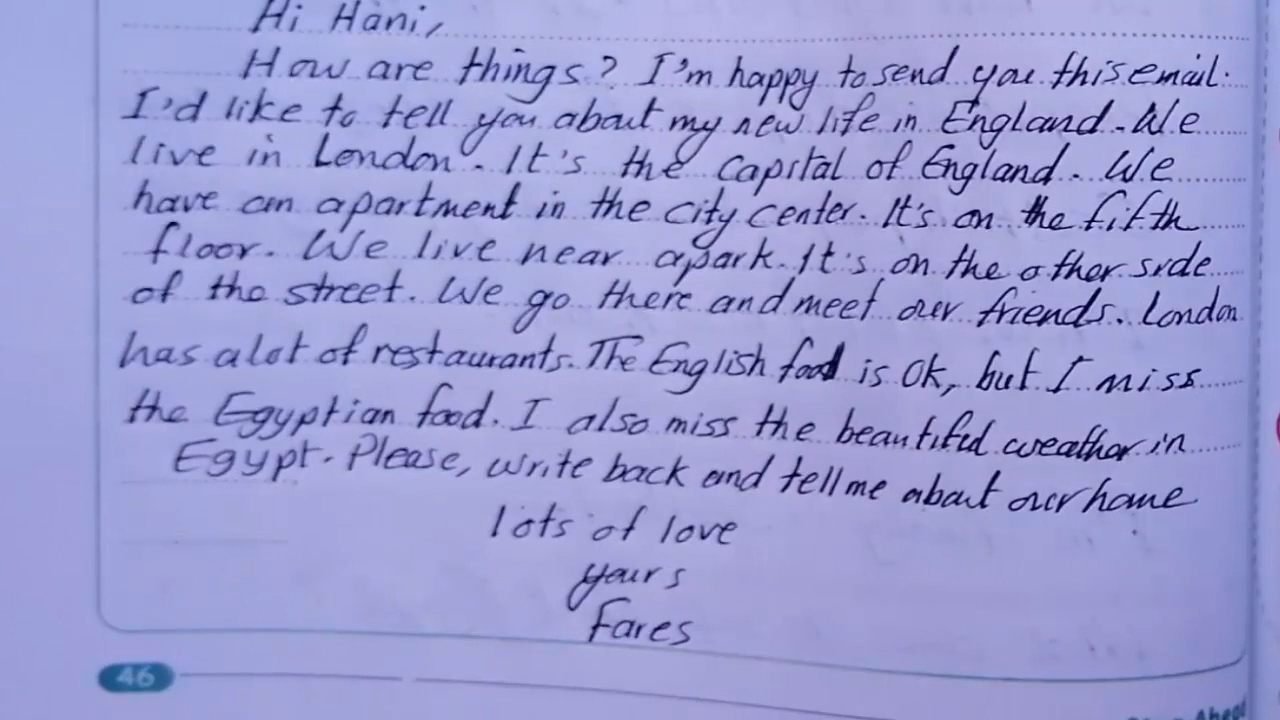 Hi Hani,
How are things? I'm happy to send you this email.
I'd like to tell you about my new life in England. We
live in London. It's the capital of England. We
have an apartment in the city center. It's on the fifth
floor. We live near a park. It's on the other side
of the street. We go there and meet our friends. London
has a lot of restaurants. The English food is Ok, but I miss
the Egyptian food. I also miss the beautiful weather in
Egypt. Please, write back and tell me about our home
lots of love
yours
Fares
46